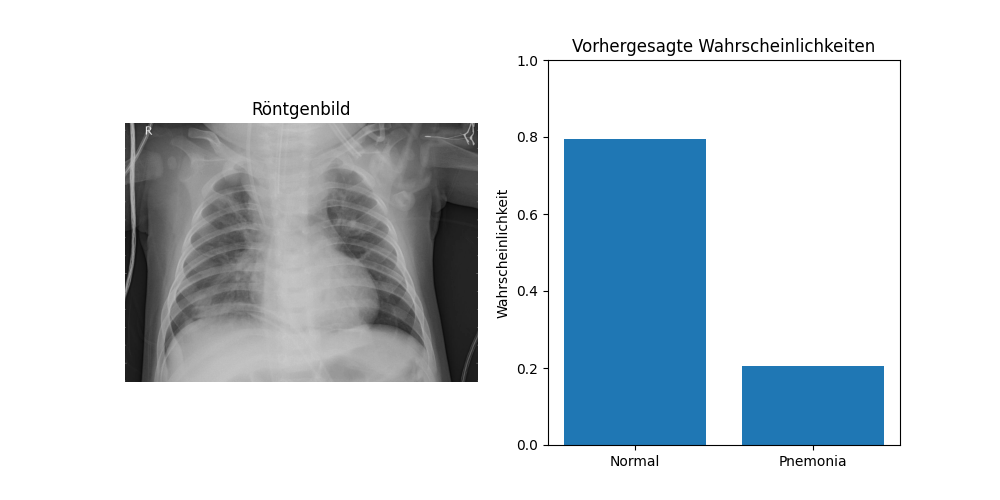 Röntgenbild
R
Vorhergesagte Wahrscheinlichkeiten
Wahrscheinlichkeit
1.0
0.8
0.6
0.4
0.2
0.0
Normal
Pnemonia